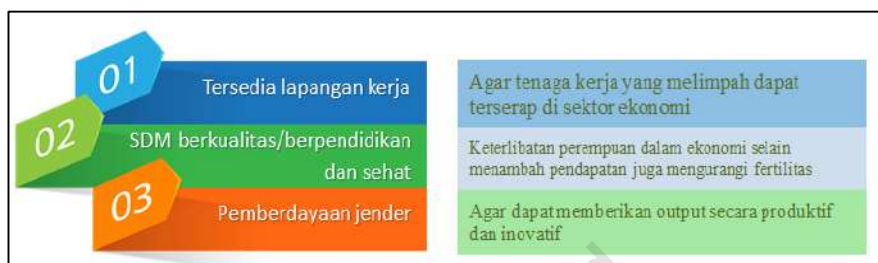 01
Tersedia lapangan kerja
02
SDM berkualitas/berpendidikan
dan sehat
03
Pemberdayaan jender
Agar tenaga kerja yang melimpah dapat
terserap di sektor ekonomi
Keterlibatan perempuan dalam ekonomi selain
menambah pendapatan juga mengurangi fertilitas
Agar dapat memberikan output secara produktif
dan inovatif